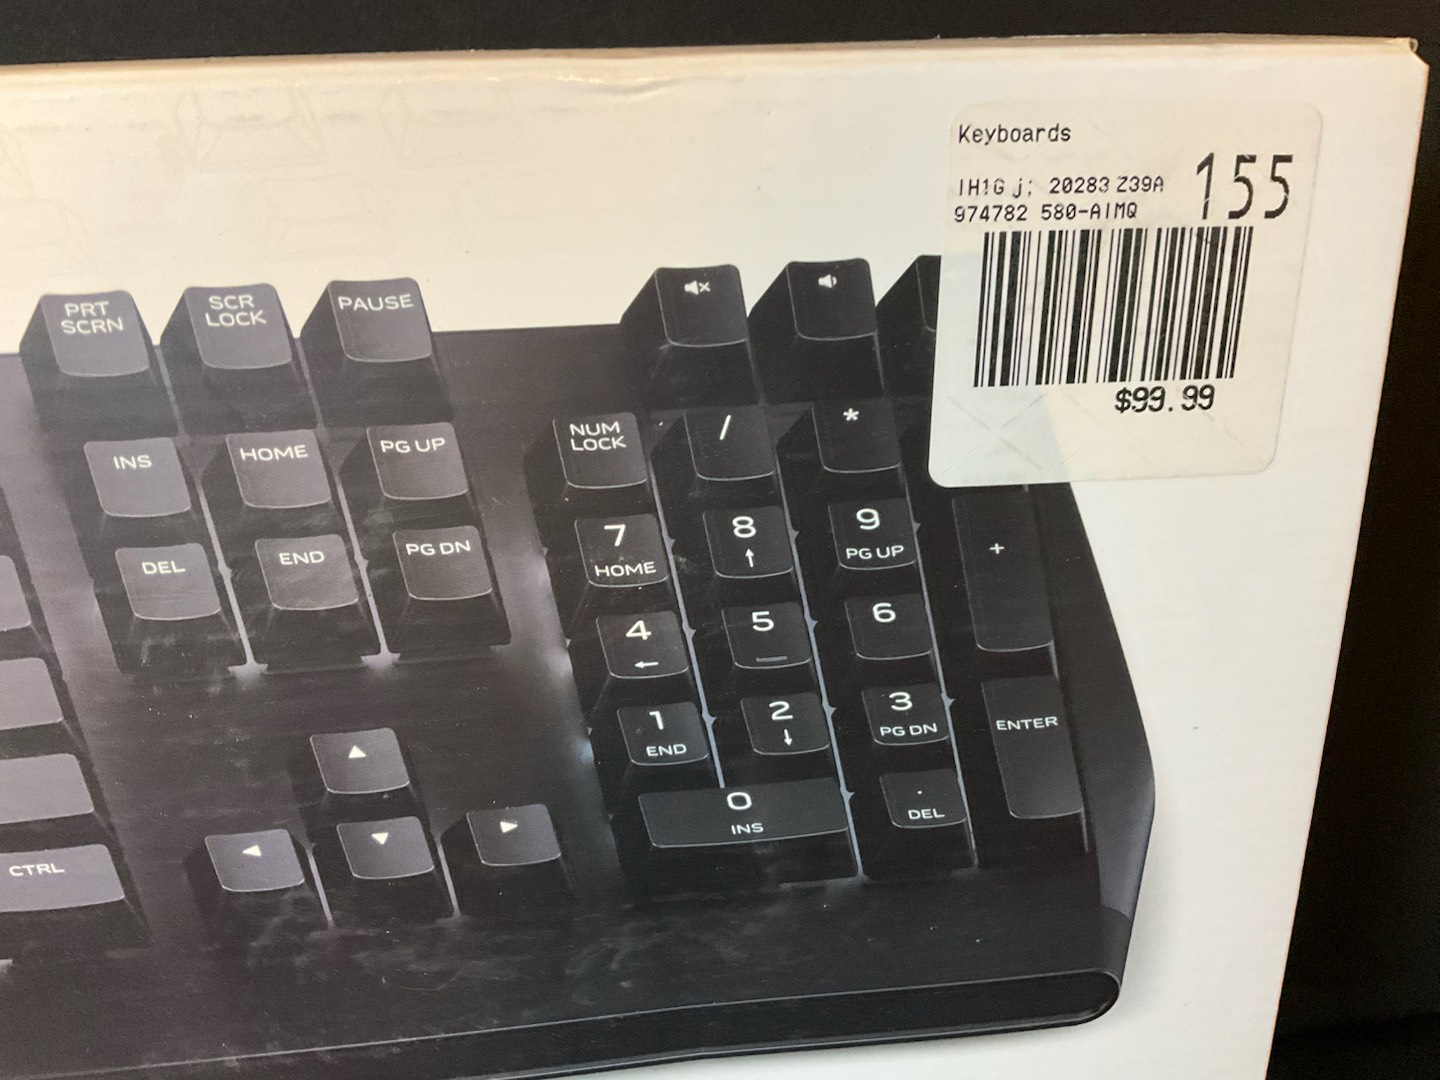 Keyboards
IH1G j; 20283 Z39A 155
974782 580-AIMQ
$99.99
PRT SCRN
SCR LOCK
PAUSE
INS
HOME
PG UP
NUM LOCK
/
*
DEL
END
PG DN
7 HOME
8 ↑
9 PG UP
+
4 ←
5
6
1 END
2 ↓
3 PG DN
ENTER
0 INS
. DEL
CTRL